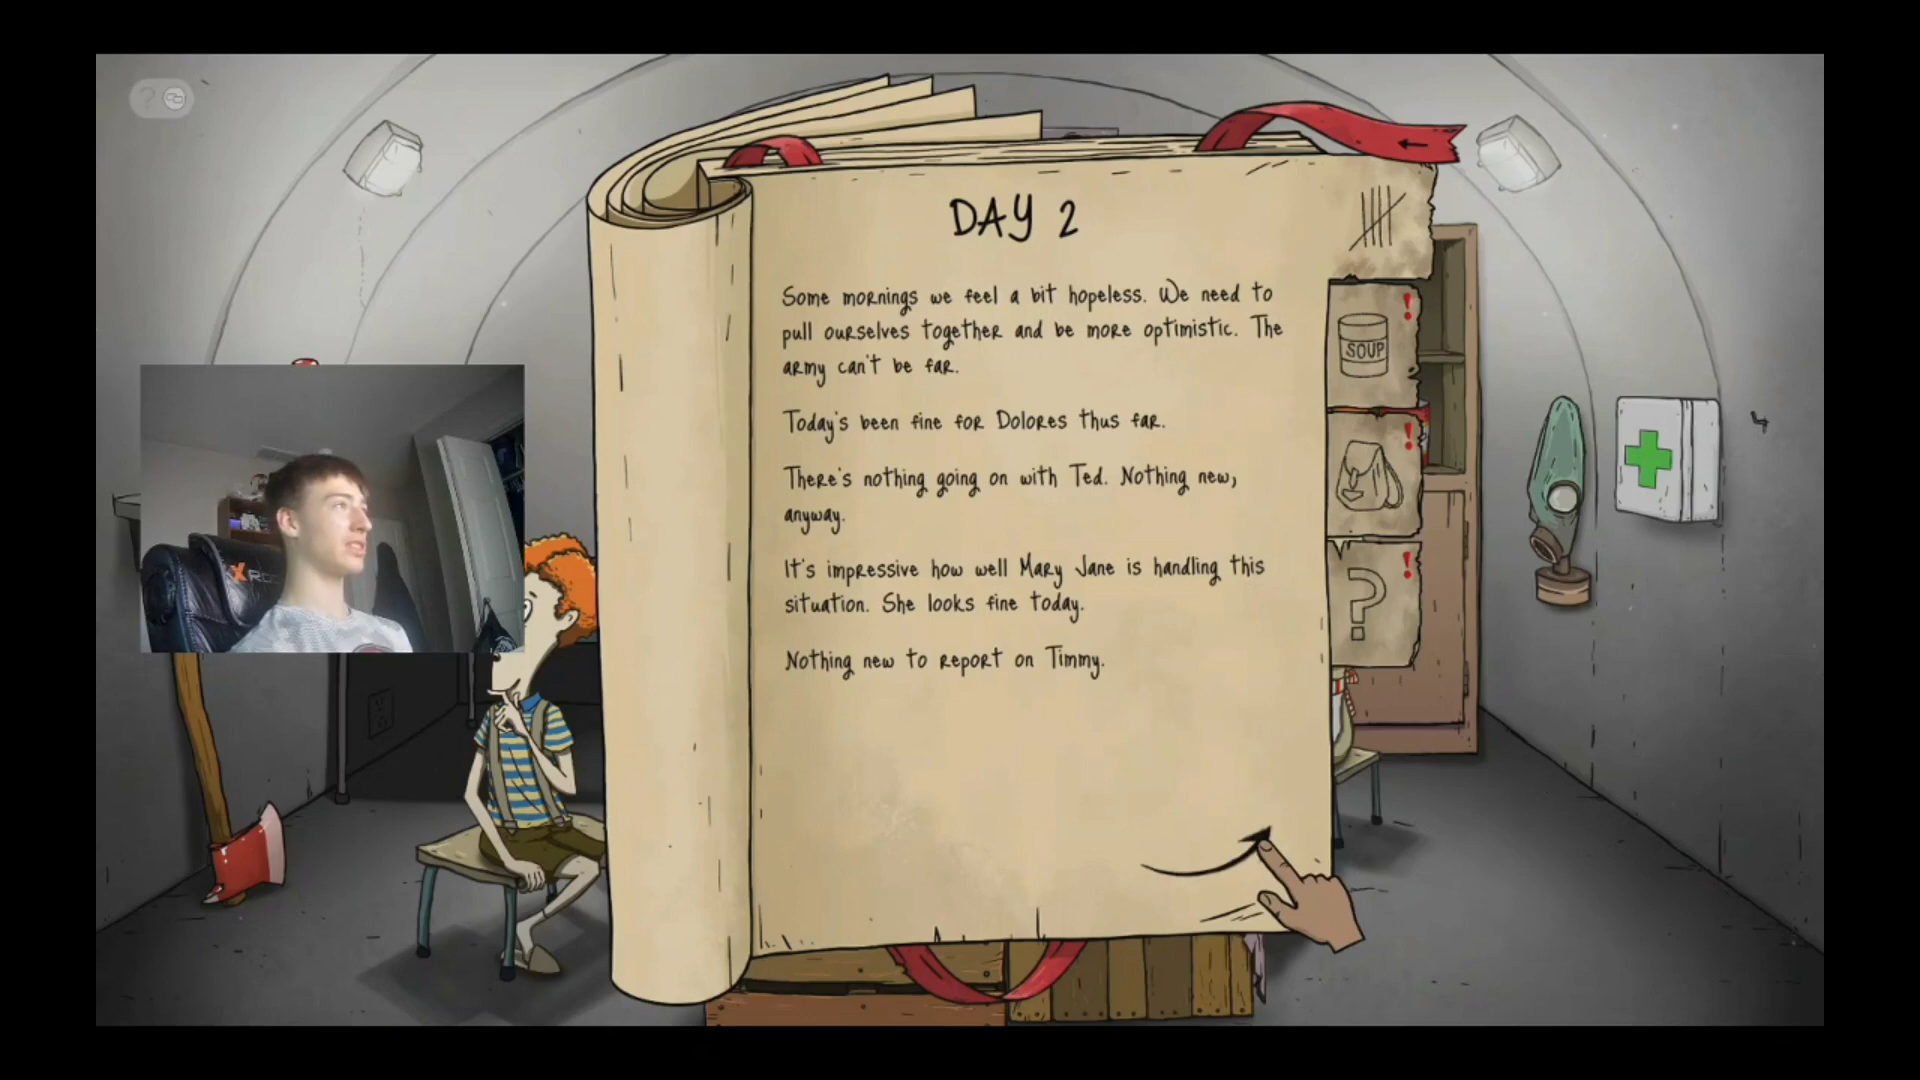 DAY 2
Some mornings we feel a bit hopeless. We need to
pull ourselves together and be more optimistic. The
army can't be far.
Today's been fine for Dolores thus far.
There's nothing going on with Ted. Nothing new,
anyway.
It's impressive how well Mary Jane is handling this
situation. She looks fine today.
Nothing new to report on Timmy.
!
SOUP
!
!
?
?